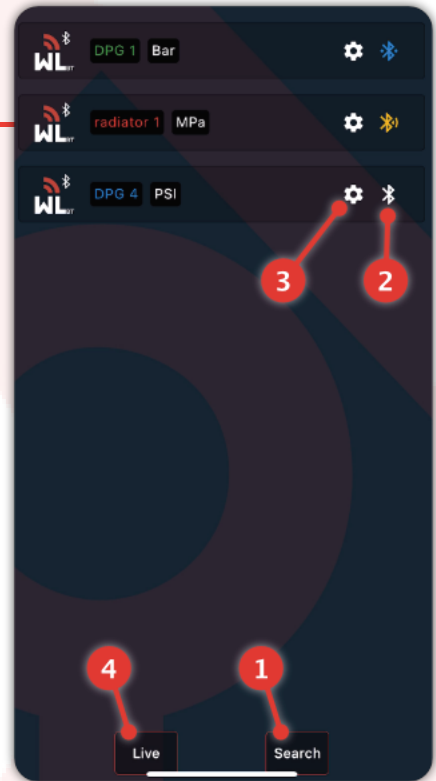 WL BT DPG 1 Bar
WL BT radiator 1 MPa
WL BT DPG 4 PSI
3 2
4 1
Live Search